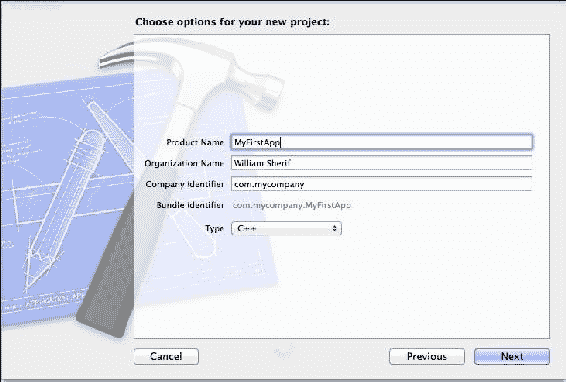 Choose options for your new project:
Product Name MyFirstApp
Organization Name William Sherif
Company Identifier com.mycompany
Bundle Identifier com.mycompany.MyFirstApp
Type C++
Cancel Previous Next